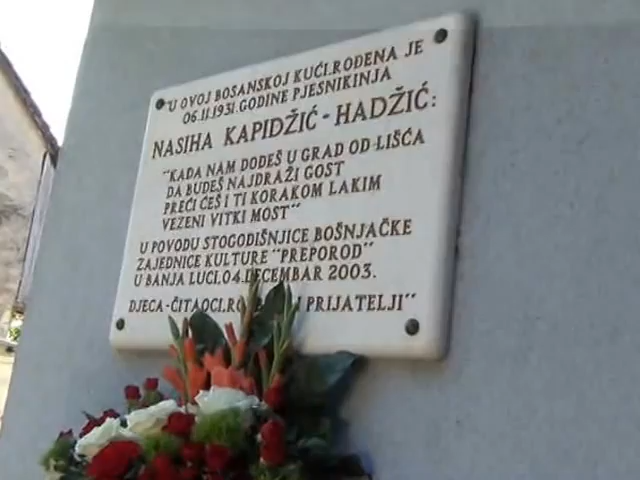 U OVOJ BOSANSKOJ KUĆI.ROĐENA JE
06.11.1931.GODINE PJESNIKINJA
NASIHA KAPIDŽIĆ-HADŽIĆ:
"KADA NAM DOĐEŠ U GRAD OD LIŠĆA
DA BUDEŠ NAJDRAŽI GOST
PREĆI ĆEŠ I TI KORAKOM LAKIM
VEZENI VITKI MOST"
U POVODU STOGODIŠNJICE BOŠNJAČKE
ZAJEDNICE KULTURE "PREPOROD"
U BANJA LUCI,04.DECEMBAR 2003.
DJECA-ČITAOCI, I PRIJATELJI"